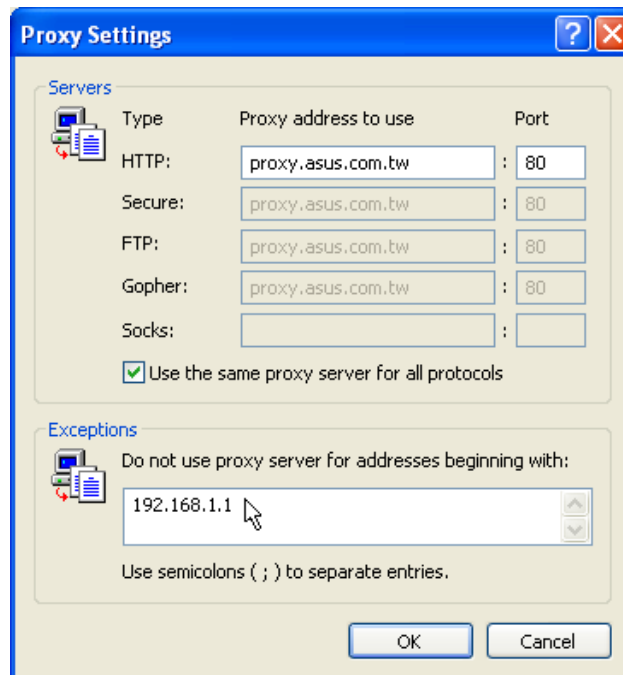 Proxy Settings
Servers
Type Proxy address to use Port
HTTP: proxy.asus.com.tw : 80
Secure: proxy.asus.com.tw : 80
FTP: proxy.asus.com.tw : 80
Gopher: proxy.asus.com.tw : 80
Socks: :
Use the same proxy server for all protocols
Exceptions
Do not use proxy server for addresses beginning with:
192.168.1.1
Use semicolons ( ; ) to separate entries.
OK Cancel